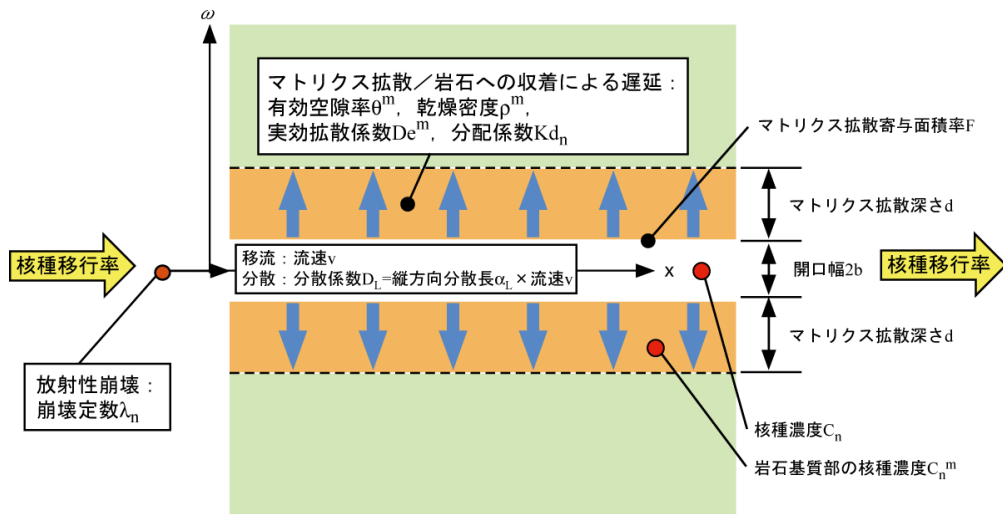 ω
マトリクス拡散／岩石への収着による遅延：
有効空隙率θ^m，乾燥密度ρ^m，
実効拡散係数De^m，分配係数Kd_n
マトリクス拡散寄与面積率F
マトリクス拡散深さd
核種移行率
移流：流速v
分散：分散係数D_L=縦方向分散長α_L×流速v
x
開口幅2b
核種移行率
マトリクス拡散深さd
放射性崩壊：
崩壊定数λ_n
核種濃度C_n
岩石基質部の核種濃度C_n^m